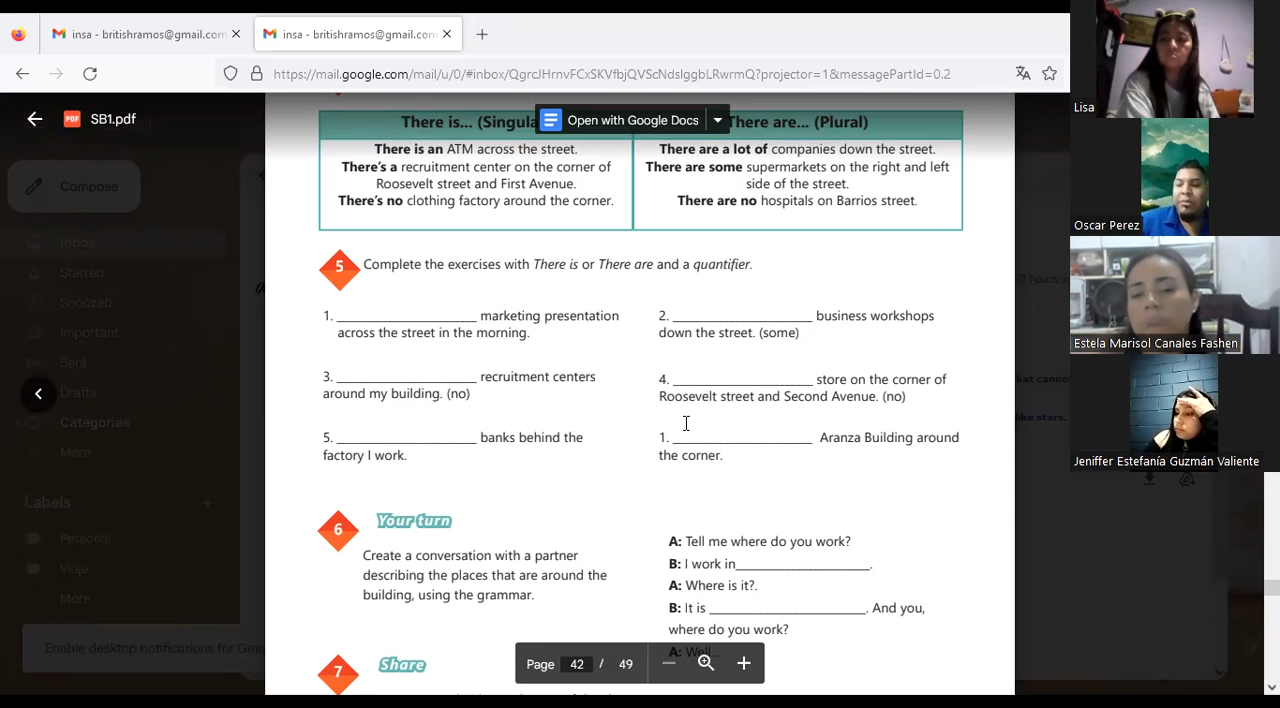 insa - britishramos@gmail.com
insa - britishramos@gmail.com
https://mail.google.com/mail/u/0/#inbox/QgrcJHrnvFCxSKVfbjQVScNdslggbLRwrmQ?projector=1&messagePartId=0.2
SB1.pdf
Open with Google Docs
Compose
Inbox
Starred
Snoozed
Important
Sent
Drafts
Categories
More
Labels
Personal
Viaje
More
Enable desktop notifications for Gma
There is... (Singula
There are... (Plural)
There is an ATM across the street.
There's a recruitment center on the corner of
Roosevelt street and First Avenue.
There's no clothing factory around the corner.
There are a lot of companies down the street.
There are some supermarkets on the right and left
side of the street.
There are no hospitals on Barrios street.
5 Complete the exercises with There is or There are and a quantifier.
1. ____________________ marketing presentation
across the street in the morning.
2. ____________________ business workshops
down the street. (some)
3. ____________________ recruitment centers
around my building. (no)
4. ____________________ store on the corner of
Roosevelt street and Second Avenue. (no)
5. ____________________ banks behind the
factory I work.
1. ____________________ Aranza Building around
the corner.
6 Your turn
Create a conversation with a partner
describing the places that are around the
building, using the grammar.
A: Tell me where do you work?
B: I work in____________________.
A: Where is it?.
B: It is _______________________. And you,
where do you work?
A: Well...
7 Share
Page 42 / 49
Lisa
Oscar Perez
Estela Marisol Canales Fashen
Jeniffer Estefanía Guzmán Valiente
hat cannot
like stars.